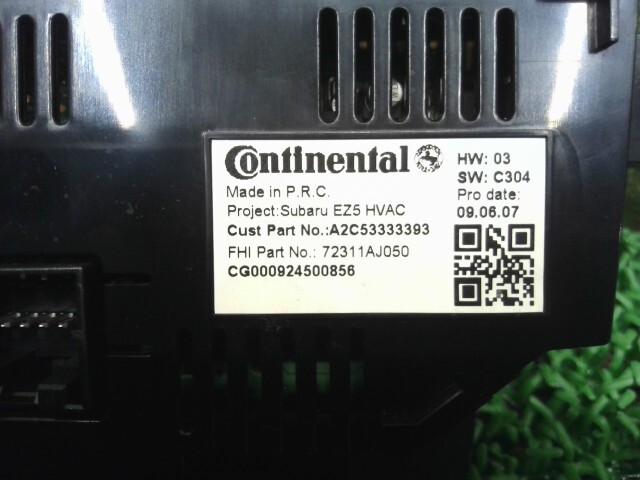 Continental
HW: 03
SW: C304
Made in P.R.C.
Pro date:
Project:Subaru EZ5 HVAC
09.06.07
Cust Part No.:A2C53333393
FHI Part No.: 72311AJ050
CG000924500856